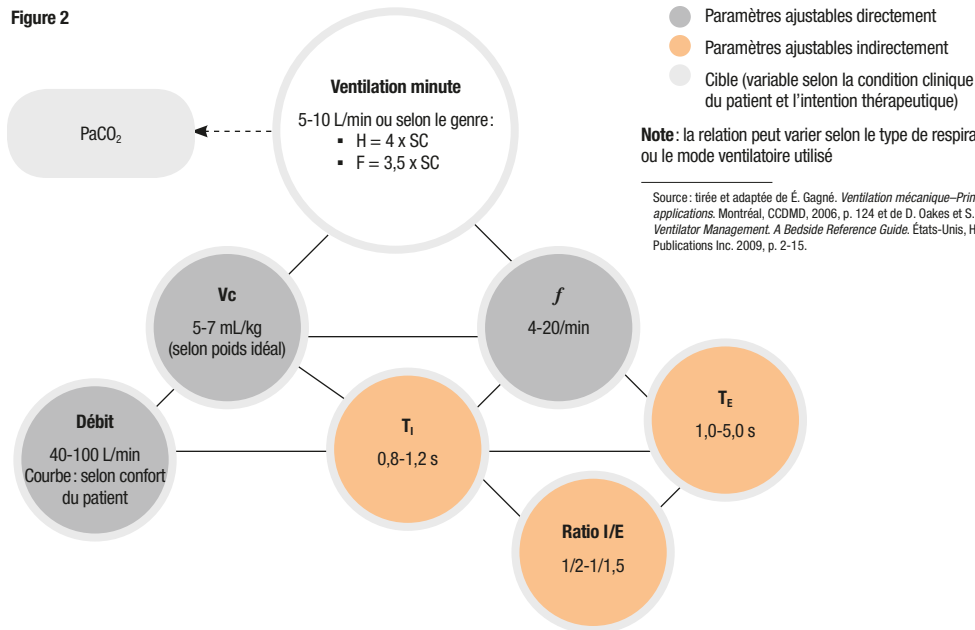 Figure 2
Ventilation minute
5-10 L/min ou selon le genre :
▪ H = 4 x SC
▪ F = 3,5 x SC
PaCO₂
Paramètres ajustables directement
Paramètres ajustables indirectement
Cible (variable selon la condition clinique
du patient et l'intention thérapeutique)
Note : la relation peut varier selon le type de respira
ou le mode ventilatoire utilisé
Source : tirée et adaptée de É. Gagné. Ventilation mécanique–Prin
applications. Montréal, CCDMD, 2006, p. 124 et de D. Oakes et S.
Ventilator Management. A Bedside Reference Guide. États-Unis, H
Publications Inc. 2009, p. 2-15.
Vc
5-7 mL/kg
(selon poids idéal)
f
4-20/min
Débit
40-100 L/min
Courbe : selon confort
du patient
Tɪ
0,8-1,2 s
Tᴇ
1,0-5,0 s
Ratio I/E
1/2-1/1,5